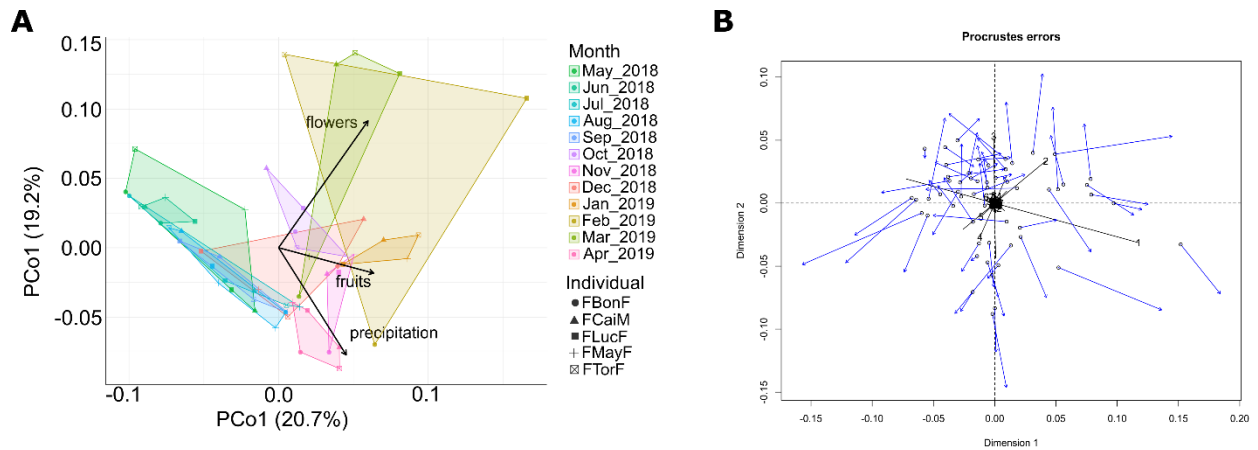 A
B
Procrustes errors
0.15
0.10
0.05
0.00
-0.05
PCo1 (19.2%)
-0.1
0.0
0.1
PCo1 (20.7%)
flowers
fruits
precipitation
Month
May_2018
Jun_2018
Jul_2018
Aug_2018
Sep_2018
Oct_2018
Nov_2018
Dec_2018
Jan_2019
Feb_2019
Mar_2019
Apr_2019
Individual
FBonF
FCaiM
FLucF
FMayF
FTorF
0.10
0.05
0.00
-0.05
-0.10
-0.15
Dimension 2
2
1
4
-0.15
-0.10
-0.05
0.00
0.05
0.10
0.15
0.20
Dimension 1